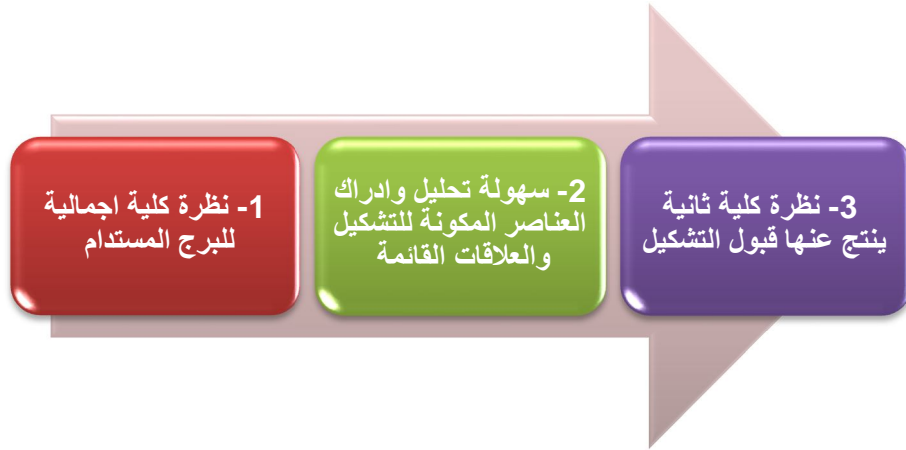 1- نظرة كلية اجمالية
للبرج المستدام
2- سهولة تحليل وادراك
العناصر المكونة للتشكيل
والعلاقات القائمة
3- نظرة كلية ثانية
ينتج عنها قبول التشكيل